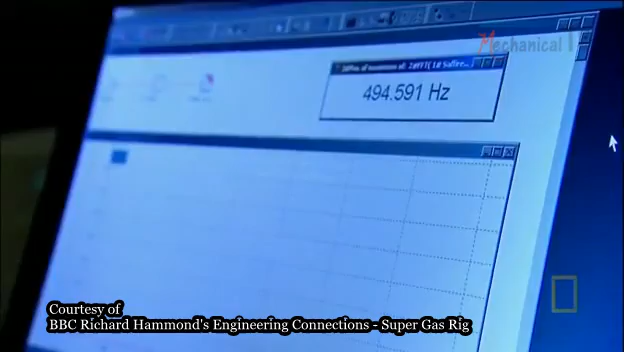 Mechanical
494.591 Hz
Courtesy of
BBC Richard Hammond's Engineering Connections - Super Gas Rig